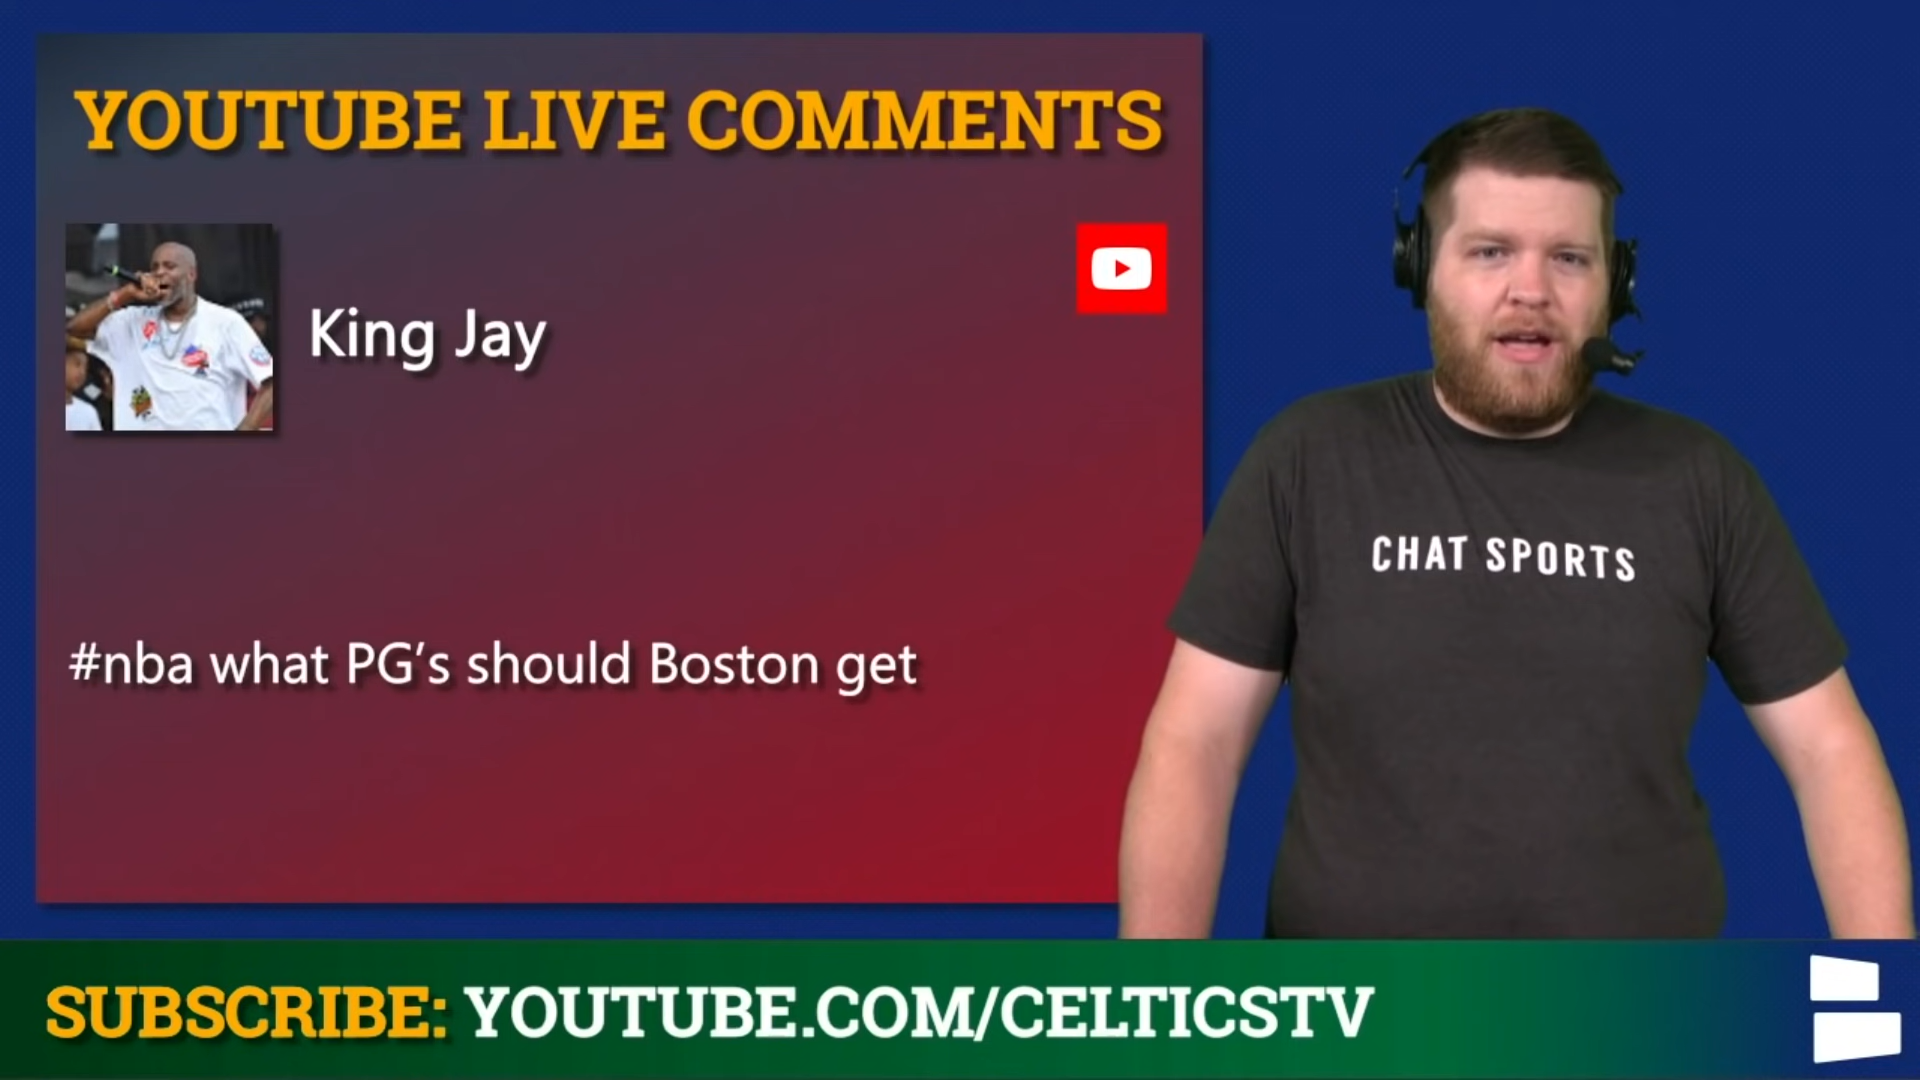 YOUTUBE LIVE COMMENTS
King Jay
#nba what PG's should Boston get
CHAT SPORTS
SUBSCRIBE: YOUTUBE.COM/CELTICSTV